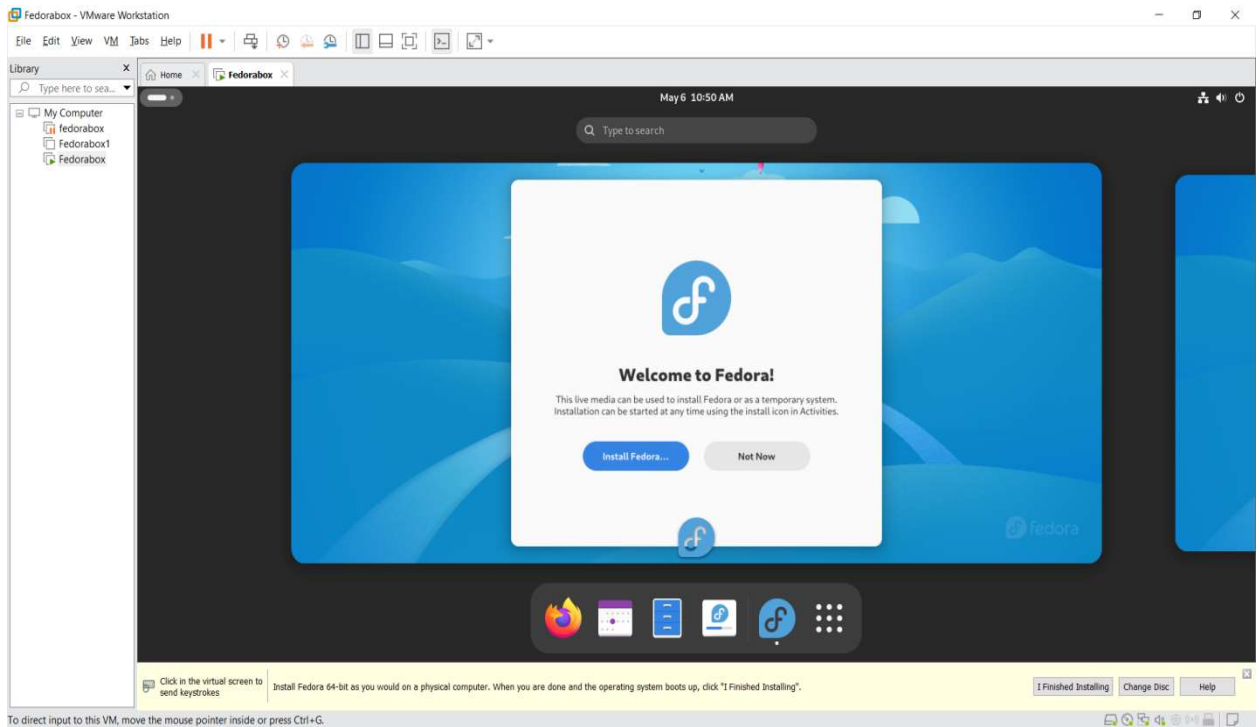 Fedorabox - VMware Workstation
File Edit View VM Tabs Help
Library X
Home
Fedorabox
Type here to sea...
My Computer
fedorabox
Fedorabox1
Fedorabox
May 6 10:50 AM
Type to search
Welcome to Fedora!
This live media can be used to install Fedora or as a temporary system.
Installation can be started at any time using the install icon in Activities.
Install Fedora...
Not Now
fedora
Click in the virtual screen to
send keystrokes
Install Fedora 64-bit as you would on a physical computer. When you are done and the operating system boots up, click "I Finished Installing".
I Finished Installing
Change Disc
Help
To direct input to this VM, move the mouse pointer inside or press Ctrl+G.